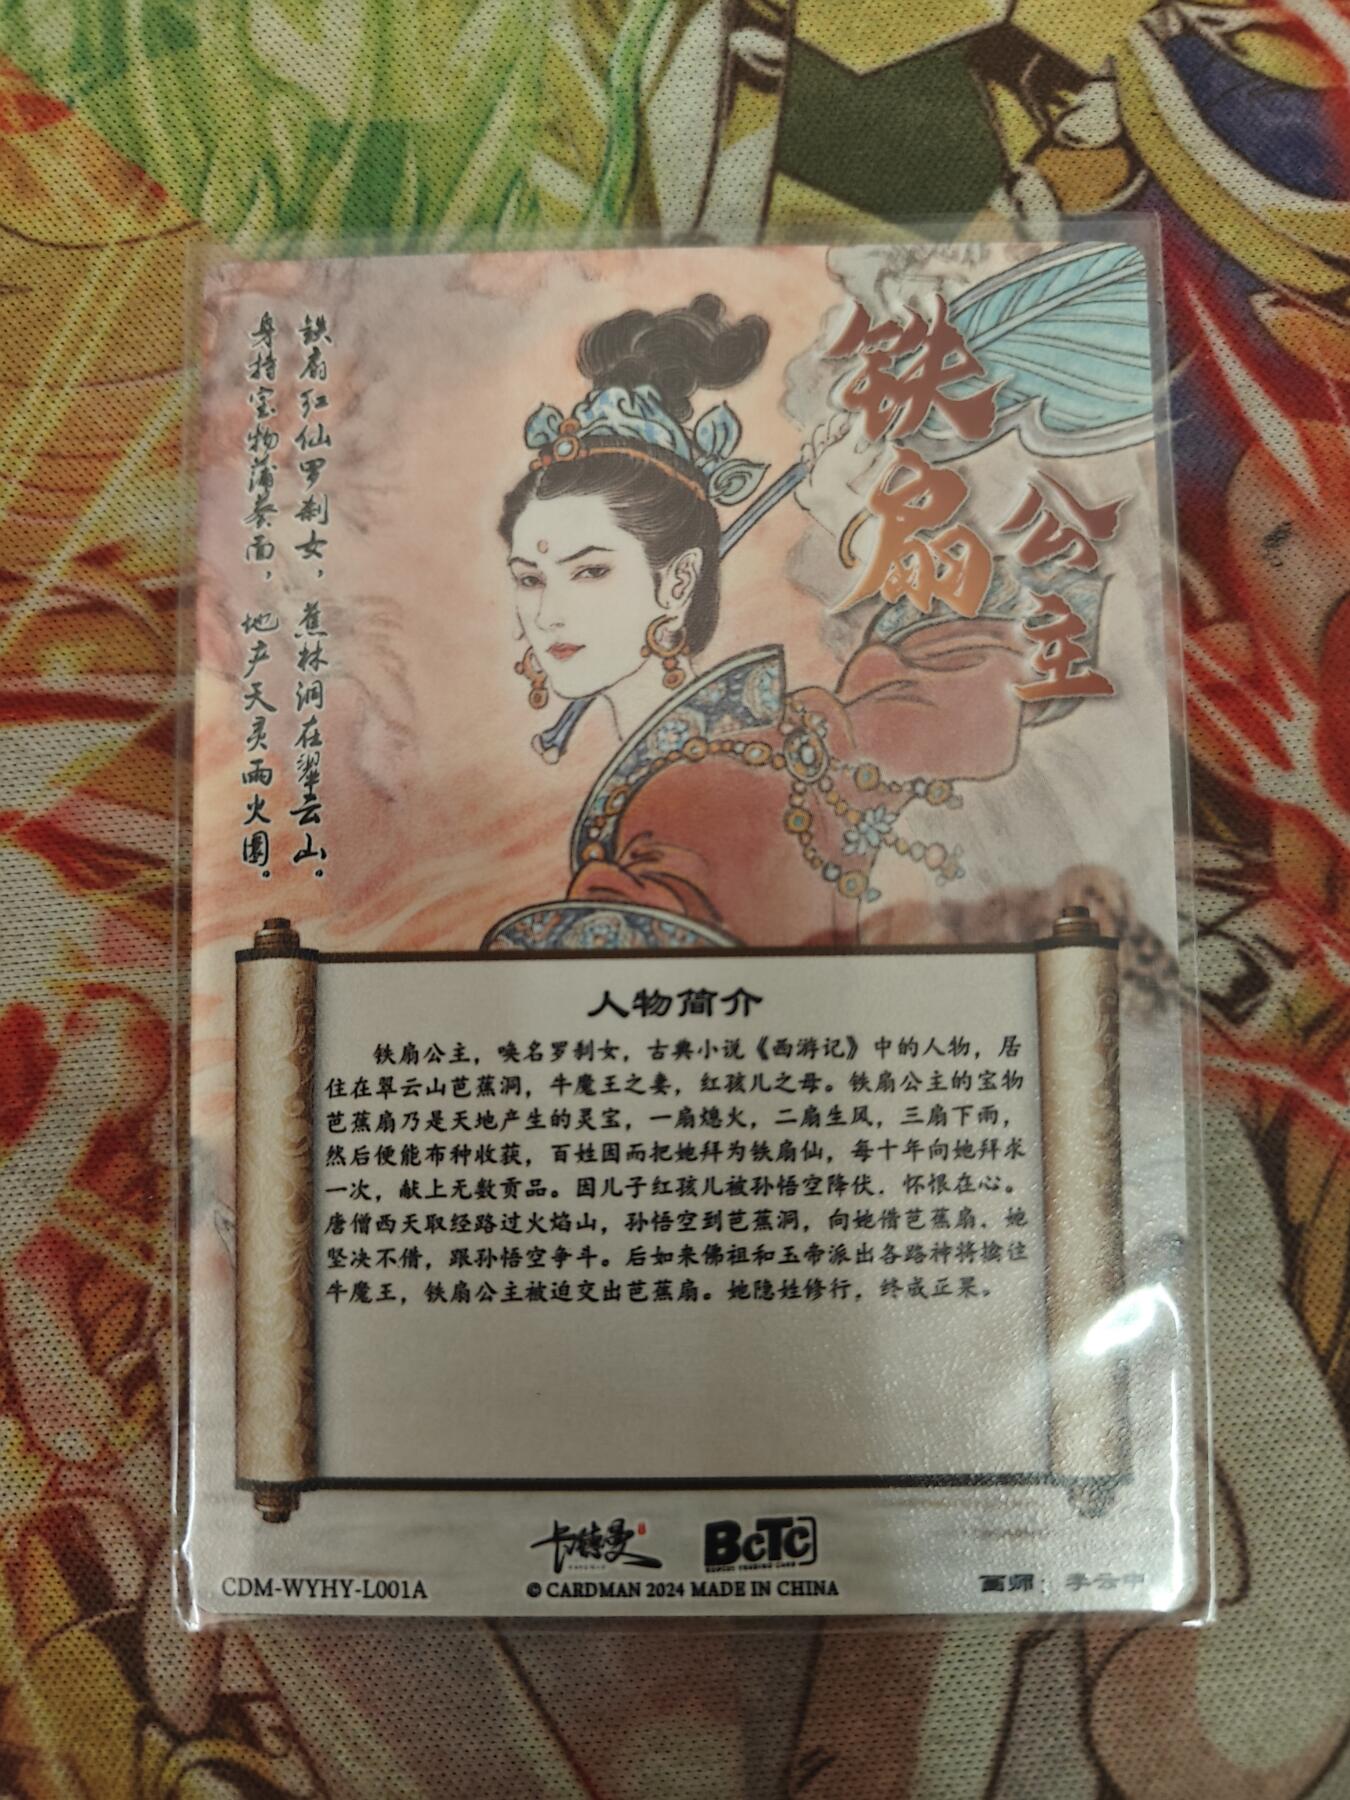 铁扇公主
铁扇红仙罗刹女，蕉林洞在翠云山。
身持宝物蒲葵面，地产天灵雨火圜。
人物简介
铁扇公主，唤名罗刹女，古典小说《西游记》中的人物，居
住在翠云山芭蕉洞，牛魔王之妻，红孩儿之母。铁扇公主的宝物
芭蕉扇乃是天地产生的灵宝，一扇熄火，二扇生风，三扇下雨，
然后便能布种收获，百姓因而把她拜为铁扇仙，每十年向她拜求
一次，献上无数贡品。因儿子红孩儿被孙悟空降伏，怀恨在心。
唐僧西天取经路过火焰山，孙悟空到芭蕉洞，向她借芭蕉扇，她
坚决不借，跟孙悟空争斗。后如来佛祖和玉帝派出各路神将擒住
牛魔王，铁扇公主被迫交出芭蕉扇。她隐姓修行，终成正果。
卡特曼
BCTC
CDM-WYHY-L001A
© CARDMAN 2024 MADE IN CHINA
画师：李云中